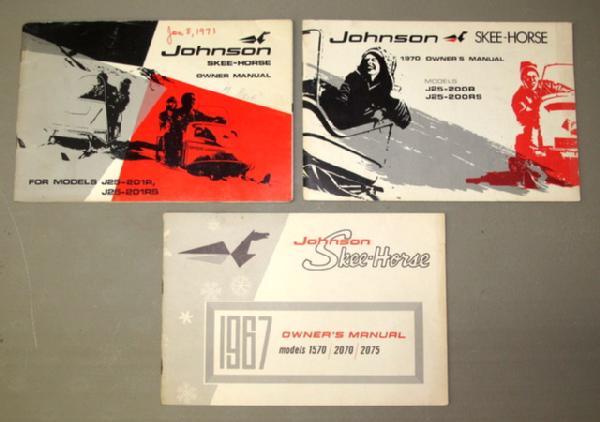 Jan 8, 1971
Johnson
SKEE-HORSE
OWNER MANUAL
FOR MODELS J25-201R,
J25-201RS
Johnson SKEE-HORSE
1970 OWNER'S MANUAL
MODELS
J25-200R
J25-200RS
Johnson
Skee-Horse
1967
OWNER'S MANUAL
models 1570 / 2070 / 2075